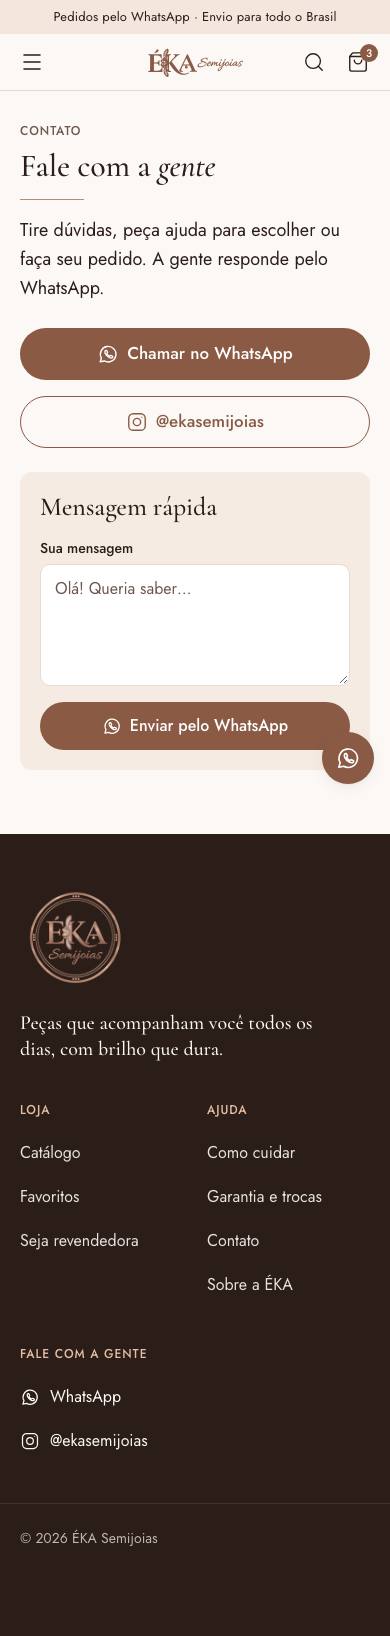 Pedidos pelo WhatsApp · Envio para todo o Brasil
ÉKA Semijoias
3
CONTATO
Fale com a gente
Tire dúvidas, peça ajuda para escolher ou
faça seu pedido. A gente responde pelo
WhatsApp.
Chamar no WhatsApp
@ekasemijoias
Mensagem rápida
Sua mensagem
Olá! Queria saber...
Enviar pelo WhatsApp
ÉKA
Semijoias
Peças que acompanham você todos os
dias, com brilho que dura.
LOJA
AJUDA
Catálogo
Como cuidar
Favoritos
Garantia e trocas
Seja revendedora
Contato
Sobre a ÉKA
FALE COM A GENTE
WhatsApp
@ekasemijoias
© 2026 ÉKA Semijoias